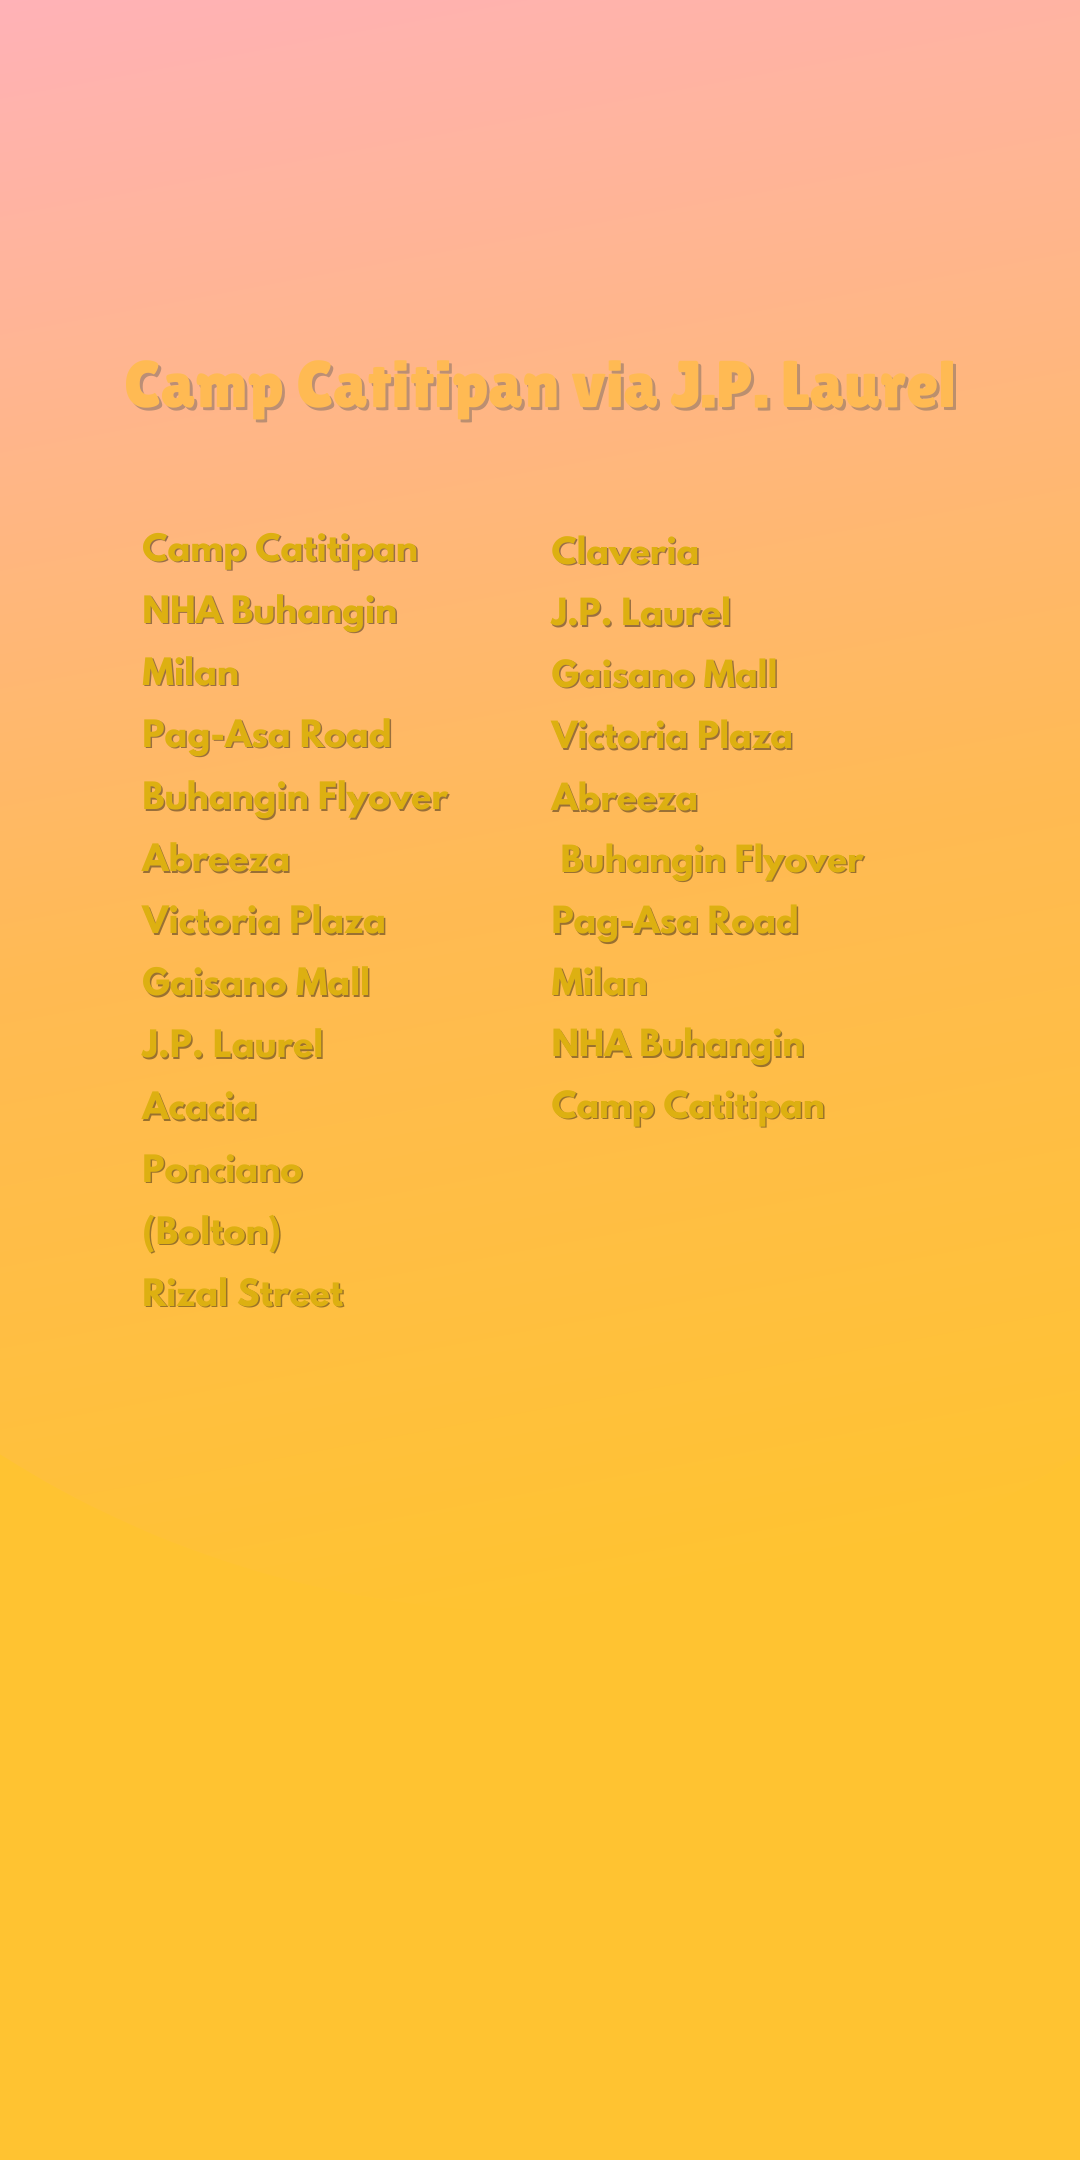 Camp Catitipan via J.P. Laurel
Camp Catitipan
NHA Buhangin
Milan
Pag-Asa Road
Buhangin Flyover
Abreeza
Victoria Plaza
Gaisano Mall
J.P. Laurel
Acacia
Ponciano
(Bolton)
Rizal Street
Claveria
J.P. Laurel
Gaisano Mall
Victoria Plaza
Abreeza
Buhangin Flyover
Pag-Asa Road
Milan
NHA Buhangin
Camp Catitipan